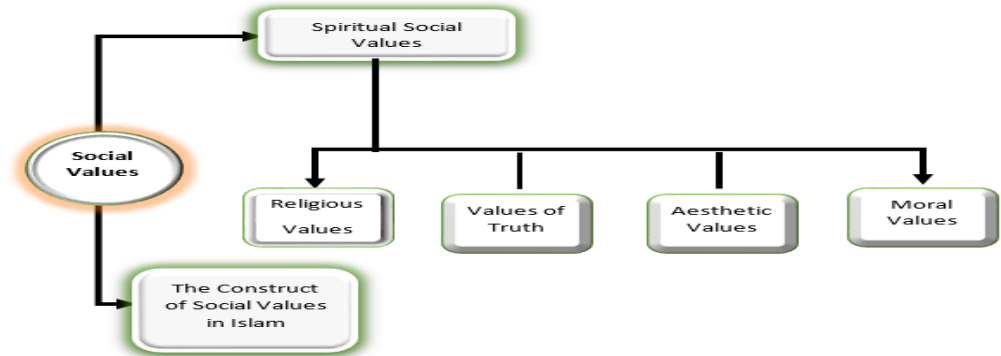 Spiritual Social
Values
Social
Values
Religious
Values
Values of
Truth
Aesthetic
Values
Moral
Values
The Construct
of Social Values
in Islam